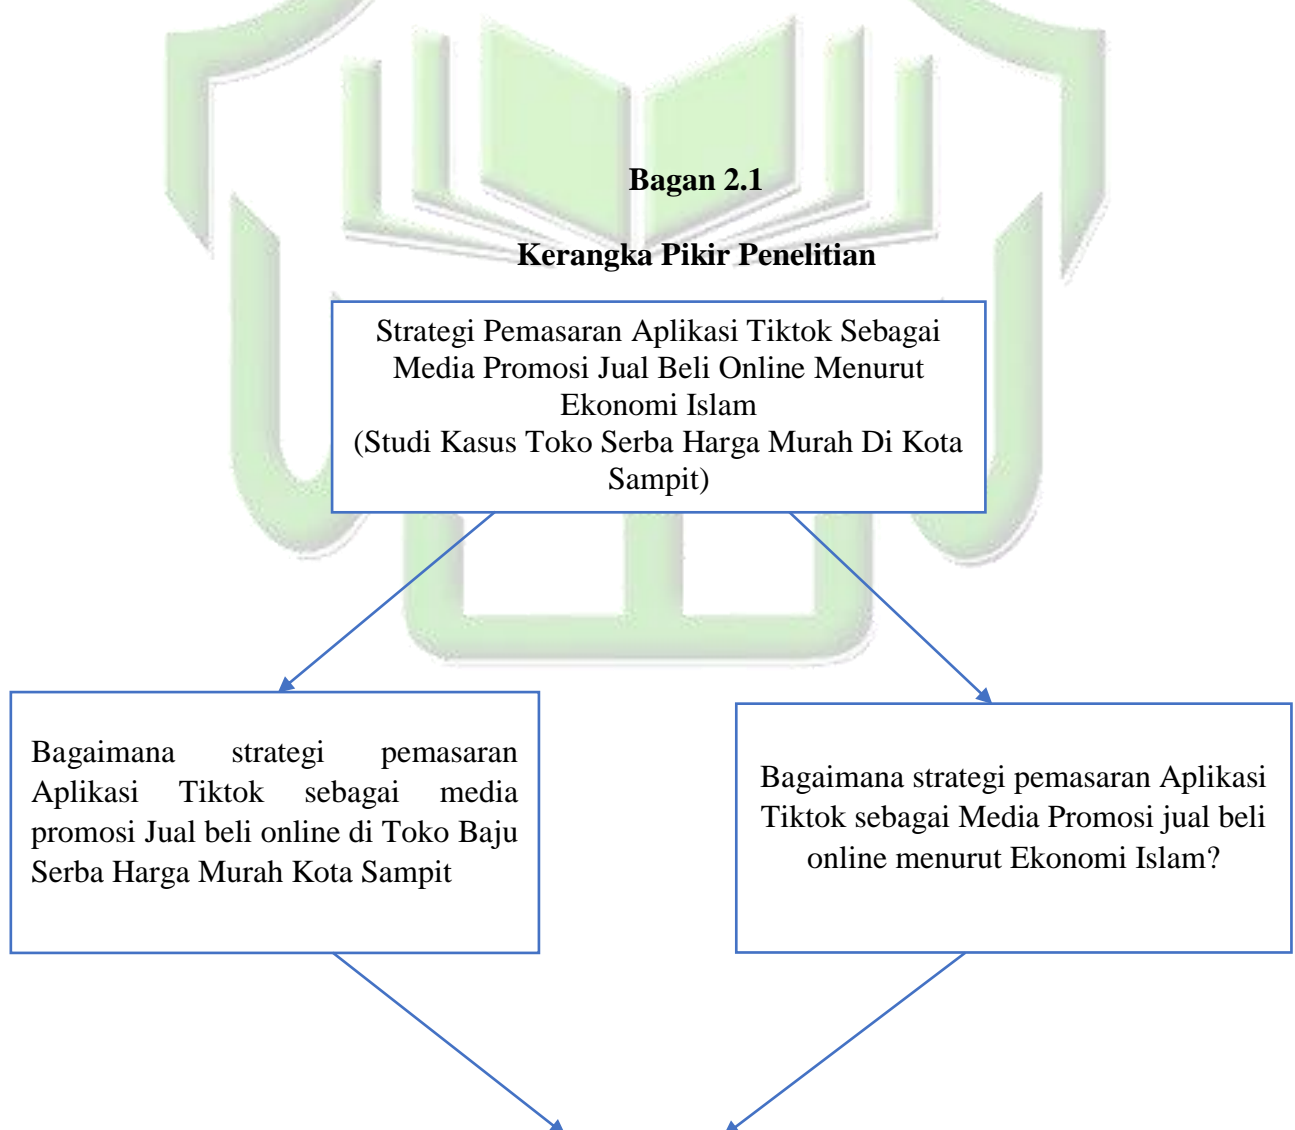 Bagan 2.1
Kerangka Pikir Penelitian
Strategi Pemasaran Aplikasi Tiktok Sebagai
Media Promosi Jual Beli Online Menurut
Ekonomi Islam
(Studi Kasus Toko Serba Harga Murah Di Kota
Sampit)
Bagaimana strategi pemasaran
Aplikasi Tiktok sebagai media
promosi Jual beli online di Toko Baju
Serba Harga Murah Kota Sampit
Bagaimana strategi pemasaran Aplikasi
Tiktok sebagai Media Promosi jual beli
online menurut Ekonomi Islam?